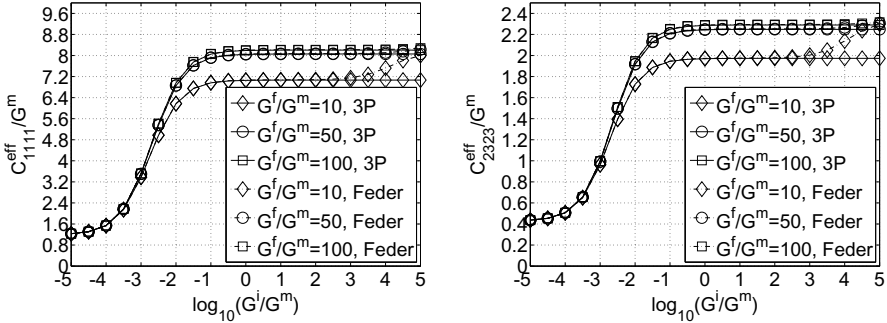 8.8
8
7.2
6.4
5.6
4.8
4
3.2
2.4
1.6
0.8
0
C^eff_1111/G^m
-5 -4 -3 -2 -1 0 1 2 3 4 5
log_10(G^i/G^m)
G^f/G^m=10, 3P
G^f/G^m=50, 3P
G^f/G^m=100, 3P
G^f/G^m=10, Feder
G^f/G^m=50, Feder
G^f/G^m=100, Feder
2.4
2.2
2
1.8
1.6
1.4
1.2
1
0.8
0.6
0.4
0.2
0
C^eff_2323/G^m
-5 -4 -3 -2 -1 0 1 2 3 4 5
log_10(G^i/G^m)
G^f/G^m=10, 3P
G^f/G^m=50, 3P
G^f/G^m=100, 3P
G^f/G^m=10, Feder
G^f/G^m=50, Feder
G^f/G^m=100, Feder